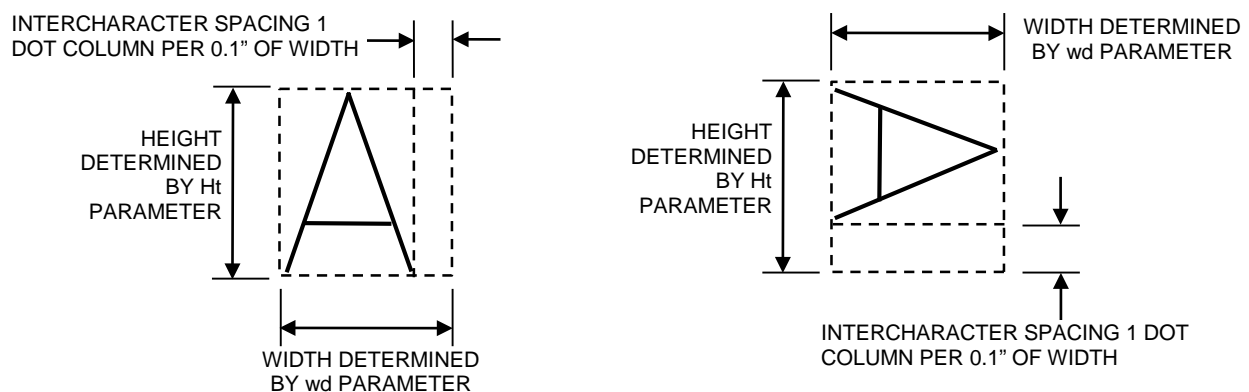 INTERCHARACTER SPACING 1
DOT COLUMN PER 0.1” OF WIDTH
HEIGHT
DETERMINED
BY Ht
PARAMETER
WIDTH DETERMINED
BY wd PARAMETER
WIDTH DETERMINED
BY wd PARAMETER
HEIGHT
DETERMINED
BY Ht
PARAMETER
INTERCHARACTER SPACING 1 DOT
COLUMN PER 0.1” OF WIDTH